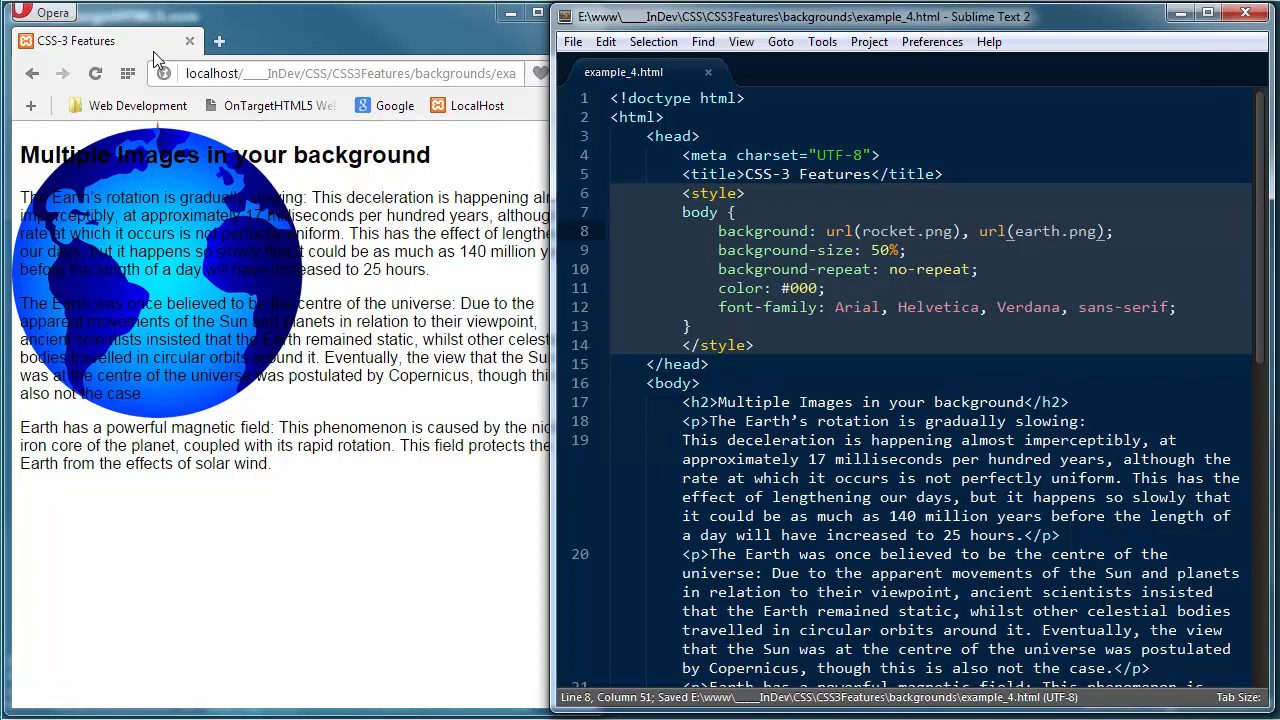 Opera
CSS-3 Features
localhost/____InDev/CSS/CSS3Features/backgrounds/exa
Web Development
OnTargetHTML5 We
Google
LocalHost
Multiple Images in your background
The Earth's rotation is gradually slowing: This deceleration is happening alm
imperceptibly, at approximately 17 milliseconds per hundred years, althoug
rate at which it occurs is not perfectly uniform. This has the effect of lengthe
our days, but it happens so slowly that it could be as much as 140 million y
before the length of a day will have increased to 25 hours.
The Earth was once believed to be the centre of the universe: Due to the
apparent movements of the Sun and planets in relation to their viewpoint,
ancient scientists insisted that the Earth remained static, whilst other celest
bodies travelled in circular orbits around it. Eventually, the view that the Sun
was at the centre of the universe was postulated by Copernicus, though this
also not the case.
Earth has a powerful magnetic field: This phenomenon is caused by the nic
iron core of the planet, coupled with its rapid rotation. This field protects the
Earth from the effects of solar wind.
E:\www\____InDev\CSS\CSS3Features\backgrounds\example_4.html - Sublime Text 2
File Edit Selection Find View Goto Tools Project Preferences Help
example_4.html
1 <!doctype html>
2 <html>
3 <head>
4 <meta charset="UTF-8">
5 <title>CSS-3 Features</title>
6 <style>
7 body {
8 background: url(rocket.png), url(earth.png);
9 background-size: 50%;
10 background-repeat: no-repeat;
11 color: #000;
12 font-family: Arial, Helvetica, Verdana, sans-serif;
13 }
14 </style>
15 </head>
16 <body>
17 <h2>Multiple Images in your background</h2>
18 <p>The Earth’s rotation is gradually slowing:
19 This deceleration is happening almost imperceptibly, at
approximately 17 milliseconds per hundred years, although the
rate at which it occurs is not perfectly uniform. This has the
effect of lengthening our days, but it happens so slowly that
it could be as much as 140 million years before the length of
a day will have increased to 25 hours.</p>
20 <p>The Earth was once believed to be the centre of the
universe: Due to the apparent movements of the Sun and planets
in relation to their viewpoint, ancient scientists insisted
that the Earth remained static, whilst other celestial bodies
travelled in circular orbits around it. Eventually, the view
that the Sun was at the centre of the universe was postulated
by Copernicus, though this is also not the case.</p>
21 <p>Earth has a powerful magnetic field: This phenomenon is
Line 8, Column 51; Saved E:\www\____InDev\CSS\CSS3Features\backgrounds\example_4.html (UTF-8)
Tab Size: